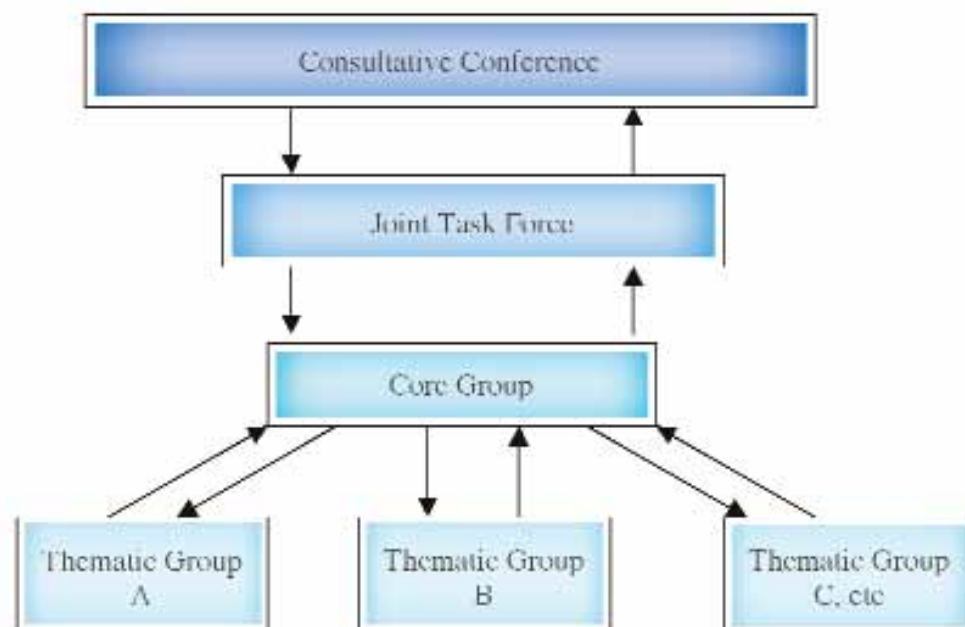 Consultative Conference
Joint Task Force
Core Group
Thematic Group
A
Thematic Group
B
Thematic Group
C, etc